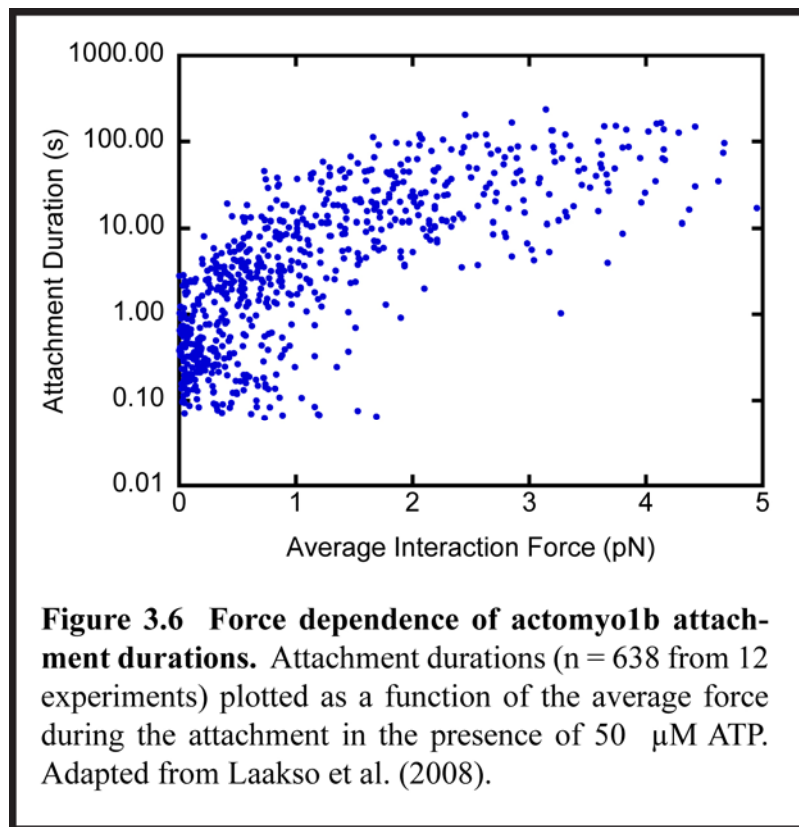 1000.00
100.00
10.00
1.00
0.10
0.01
Attachment Duration (s)
0 1 2 3 4 5
Average Interaction Force (pN)
Figure 3.6 Force dependence of actomyo1b attach-
ment durations. Attachment durations (n = 638 from 12
experiments) plotted as a function of the average force
during the attachment in the presence of 50 µM ATP.
Adapted from Laakso et al. (2008).